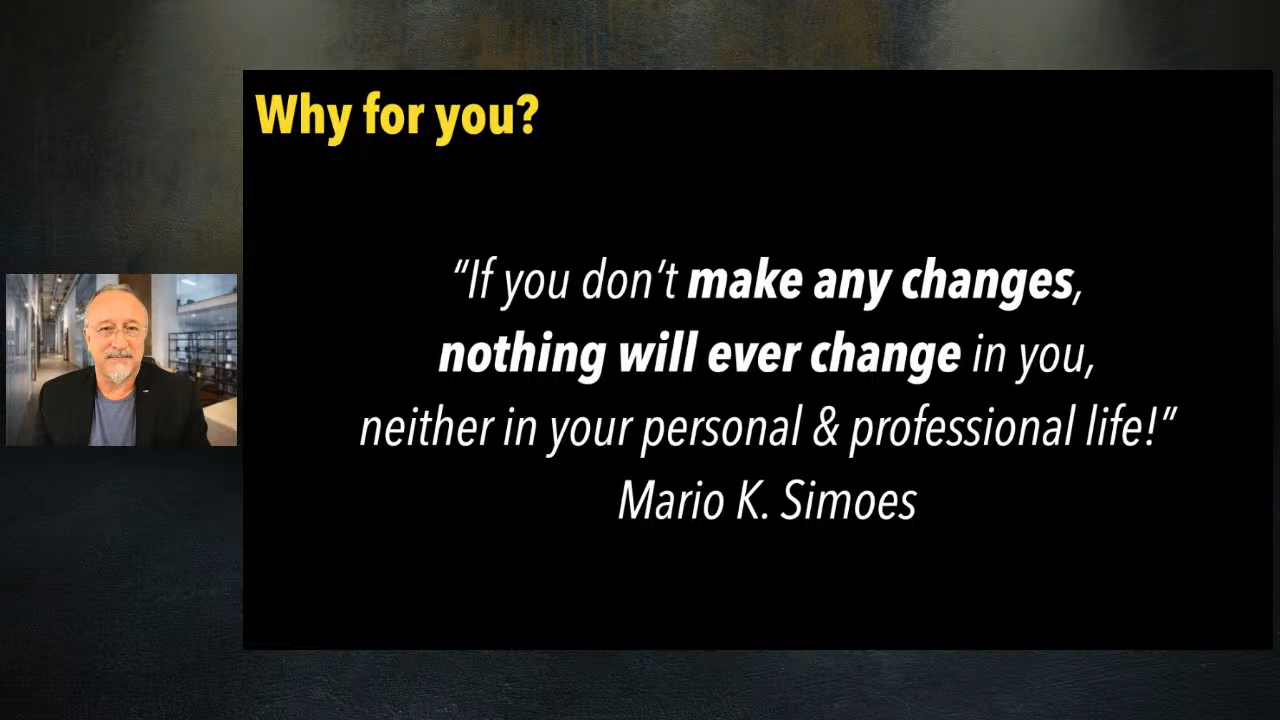 Why for you?
“If you don’t make any changes,
nothing will ever change in you,
neither in your personal & professional life!”
Mario K. Simoes